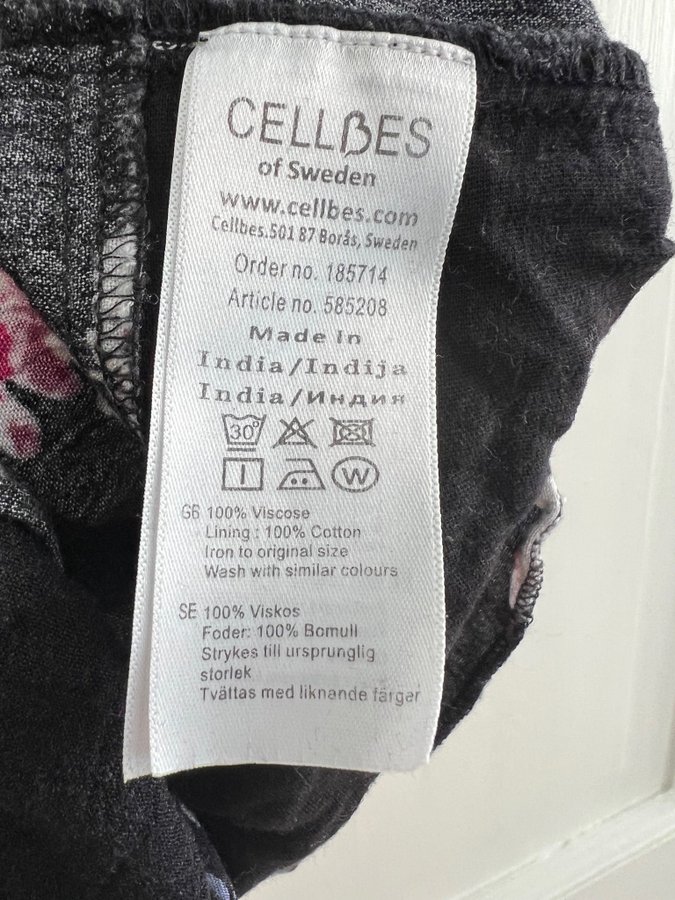 CELLBES
of Sweden
www.cellbes.com
Cellbes.501 87 Borås, Sweden
Order no. 185714
Article no. 585208
Made In
India/Indija
India/Индия
30°
W
GB 100% Viscose
Lining : 100% Cotton
Iron to original size
Wash with similar colours
SE 100% Viskos
Foder: 100% Bomull
Strykes till ursprunglig
storlek
Tvättas med liknande färger